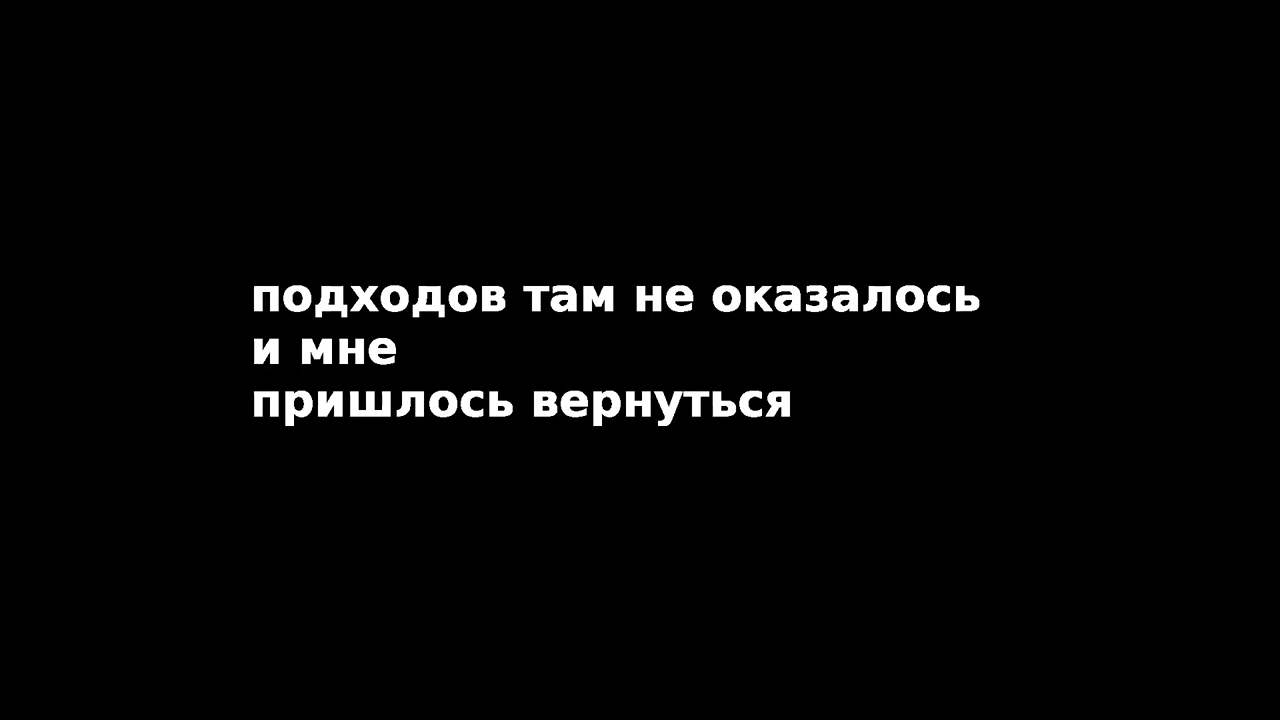 подходов там не оказалось
и мне
пришлось вернуться